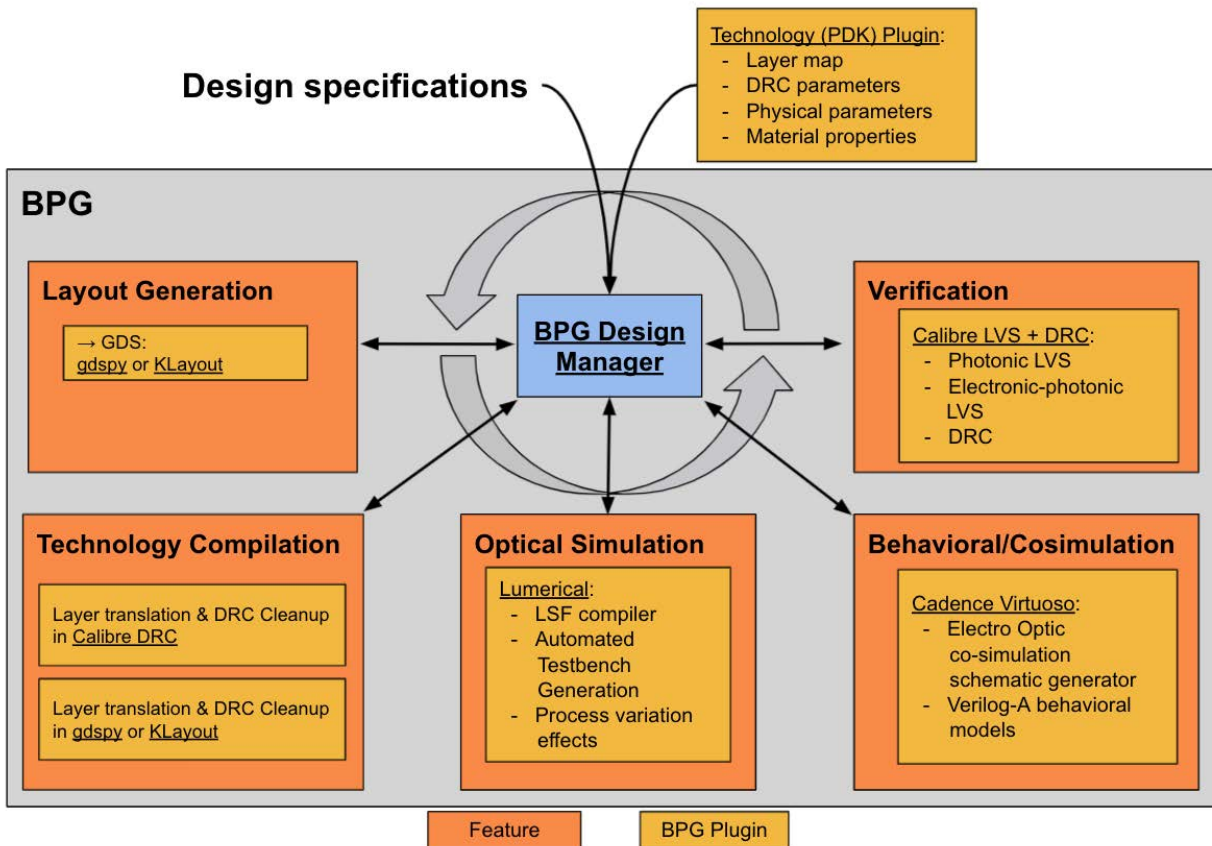 Technology (PDK) Plugin:
- Layer map
- DRC parameters
- Physical parameters
- Material properties
Design specifications
BPG
Layout Generation
→ GDS:
gdspy or KLayout
BPG Design
Manager
Verification
Calibre LVS + DRC:
- Photonic LVS
- Electronic-photonic
LVS
- DRC
Technology Compilation
Layer translation & DRC Cleanup
in Calibre DRC
Layer translation & DRC Cleanup
in gdspy or KLayout
Optical Simulation
Lumerical:
- LSF compiler
- Automated
Testbench
Generation
- Process variation
effects
Behavioral/Cosimulation
Cadence Virtuoso:
- Electro Optic
co-simulation
schematic generator
- Verilog-A behavioral
models
Feature
BPG Plugin